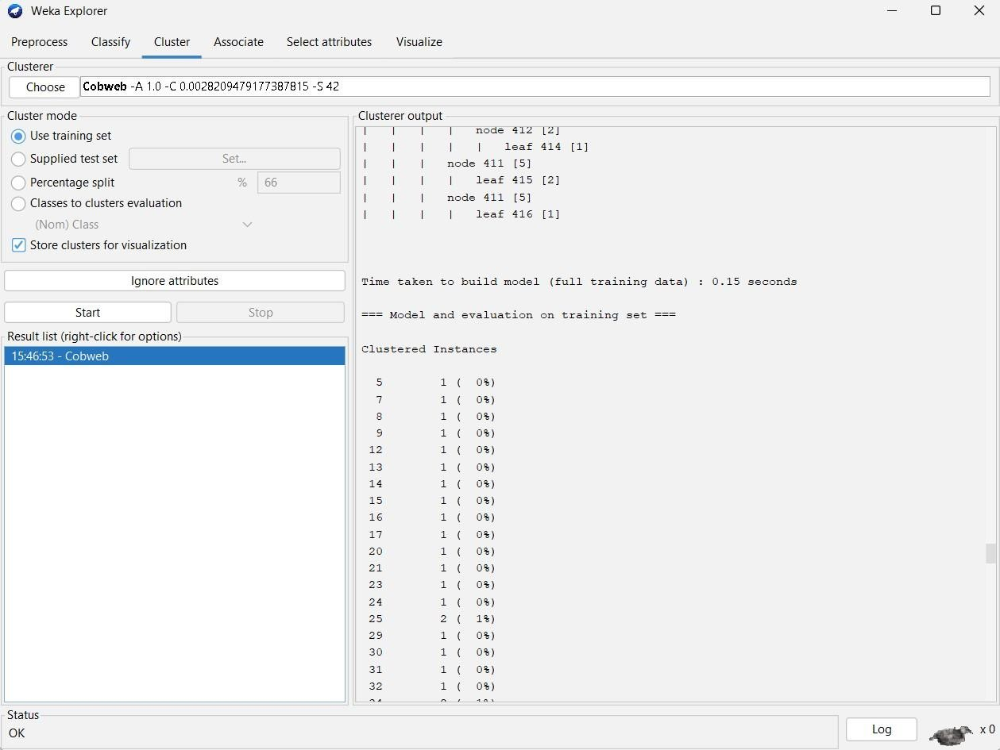 Weka Explorer
Preprocess Classify Cluster Associate Select attributes Visualize
Clusterer
Choose Cobweb -A 1.0 -C 0.0028209479177387815 -S 42
Cluster mode
Use training set
Supplied test set Set...
Percentage split % 66
Classes to clusters evaluation
(Nom) Class
Store clusters for visualization
Ignore attributes
Start Stop
Result list (right-click for options)
15:46:53 - Cobweb
Clusterer output
| | | | node 412 [2]
| | | | | leaf 414 [1]
| | | node 411 [5]
| | | | leaf 415 [2]
| | | node 411 [5]
| | | | leaf 416 [1]
Time taken to build model (full training data) : 0.15 seconds
=== Model and evaluation on training set ===
Clustered Instances
5 1 ( 0%)
7 1 ( 0%)
8 1 ( 0%)
9 1 ( 0%)
12 1 ( 0%)
13 1 ( 0%)
14 1 ( 0%)
15 1 ( 0%)
16 1 ( 0%)
17 1 ( 0%)
20 1 ( 0%)
21 1 ( 0%)
23 1 ( 0%)
24 1 ( 0%)
25 2 ( 1%)
29 1 ( 0%)
30 1 ( 0%)
31 1 ( 0%)
32 1 ( 0%)
Status
OK
Log x 0